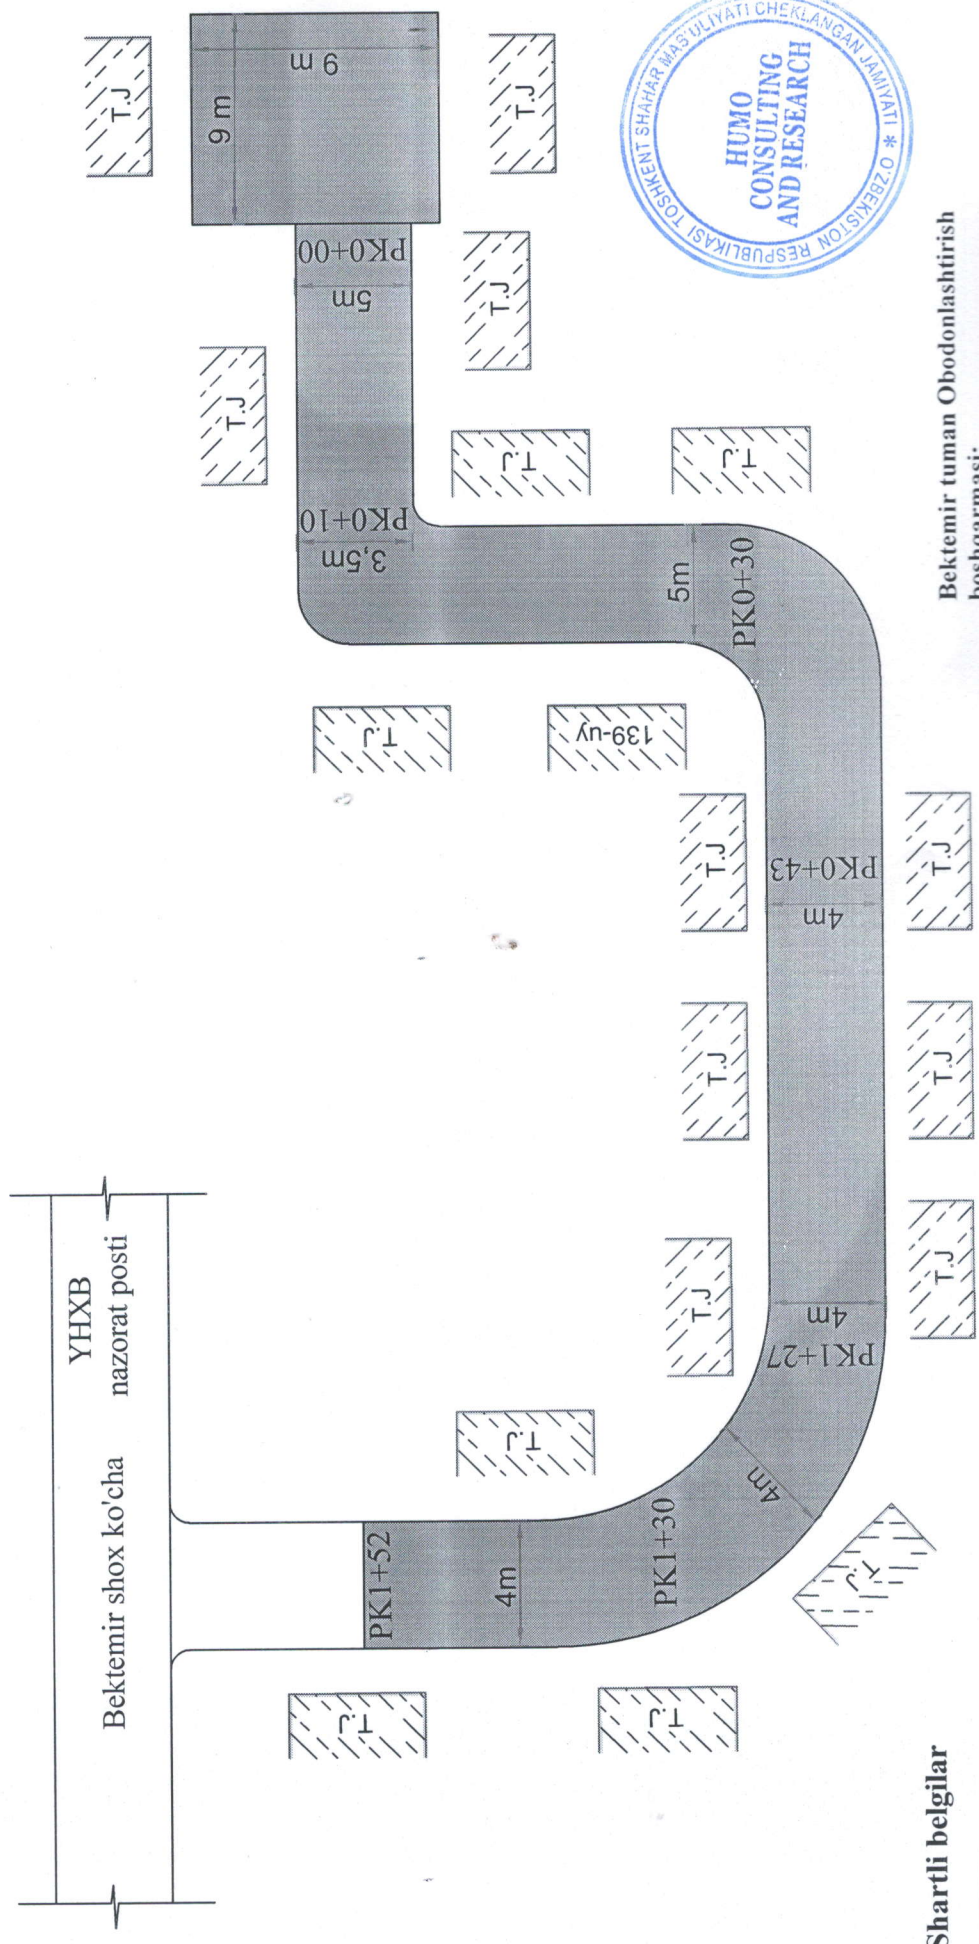 YHXB
nazorat posti
Bektemir shox ko'cha
T.J
9 m
9 m
T.J
PK0+00
5m
T.J
T.J
PK0+10
3,5m
T.J
T.J
5m
PK0+30
T.J
139-uy
T.J
PK0+43
4m
T.J
T.J
T.J
T.J
4m
PK1+27
T.J
T.J
4m
PK1+30
T.J
4m
PK1+52
T.J
T.J
O'ZBEKISTON RESPUBLIKASI TOSHKENT SHAHAR MAS'ULIYATI CHEKLANGAN JAMIYATI *
HUMO
CONSULTING
AND RESEARCH
Shartli belgilar
Bektemir tuman Obodonlashtirish
boshqarmasi: